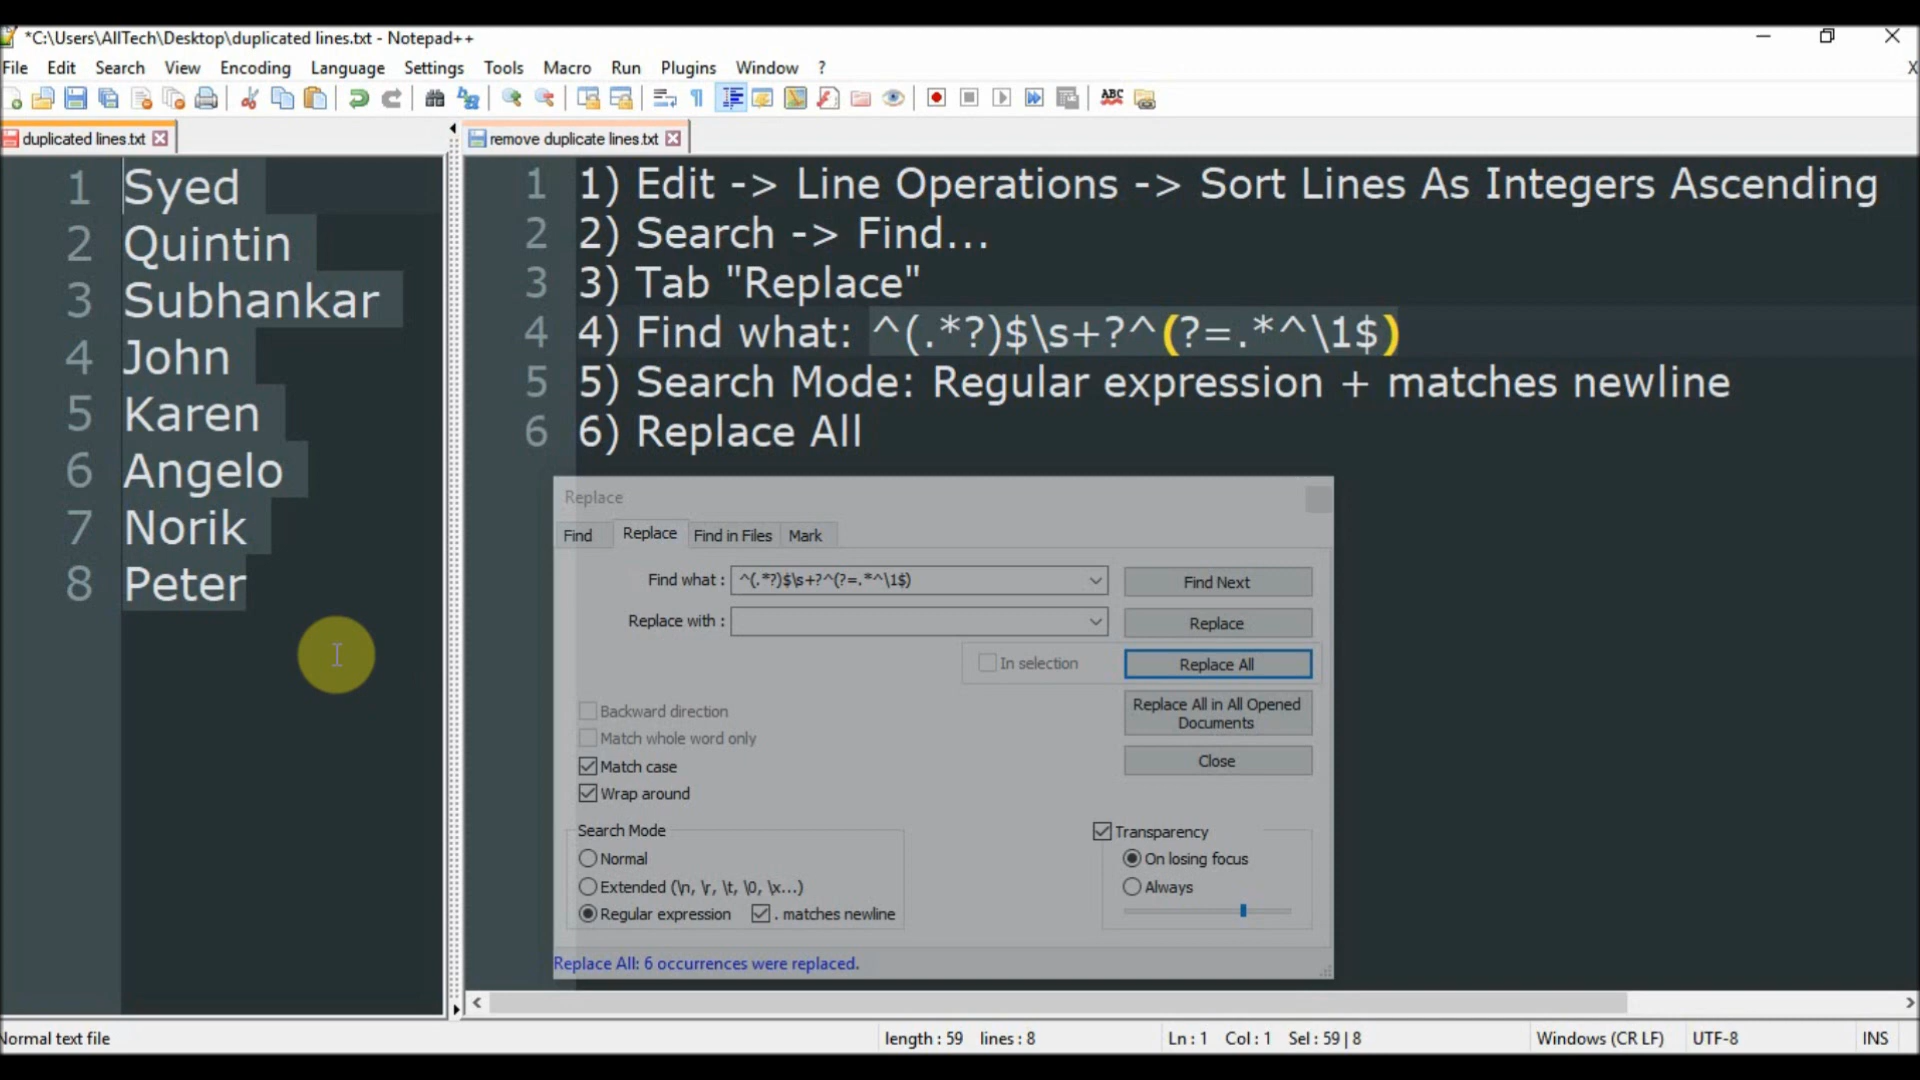 *C:\Users\AllTech\Desktop\duplicated lines.txt - Notepad++
File Edit Search View Encoding Language Settings Tools Macro Run Plugins Window ? X
ABC
duplicated lines.txt
remove duplicate lines.txt
1 Syed
2 Quintin
3 Subhankar
4 John
5 Karen
6 Angelo
7 Norik
8 Peter
1 1) Edit -> Line Operations -> Sort Lines As Integers Ascending
2 2) Search -> Find...
3 3) Tab "Replace"
4 4) Find what: ^(.*?)$\s+?^(?=.*^\1$)
5 5) Search Mode: Regular expression + matches newline
6 6) Replace All
Replace
Find Replace Find in Files Mark
Find what : ^(.*?)$\s+?^(?=.*^\1$) Find Next
Replace with : Replace
In selection Replace All
Replace All in All Opened Documents
Close
Backward direction
Match whole word only
Match case
Wrap around
Search Mode
Normal
Extended (\n, \r, \t, \0, \x...)
Regular expression . matches newline
Transparency
On losing focus
Always
Replace All: 6 occurrences were replaced.
Normal text file length : 59 lines : 8 Ln : 1 Col : 1 Sel : 59 | 8 Windows (CR LF) UTF-8 INS